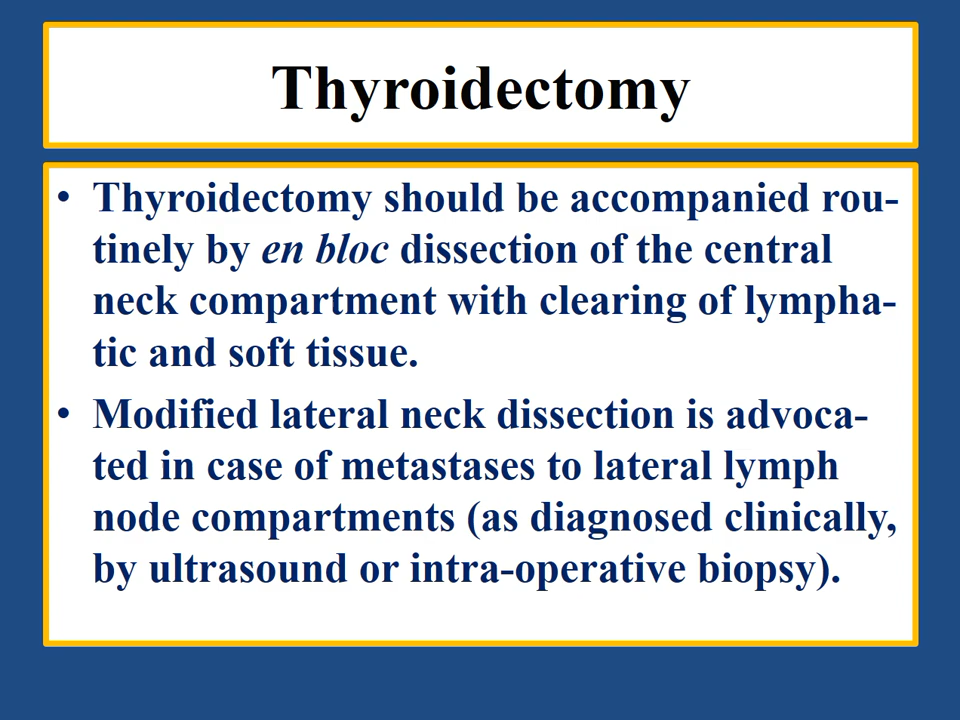 Thyroidectomy
• Thyroidectomy should be accompanied rou-
tinely by en bloc dissection of the central
neck compartment with clearing of lympha-
tic and soft tissue.
• Modified lateral neck dissection is advoca-
ted in case of metastases to lateral lymph
node compartments (as diagnosed clinically,
by ultrasound or intra-operative biopsy).